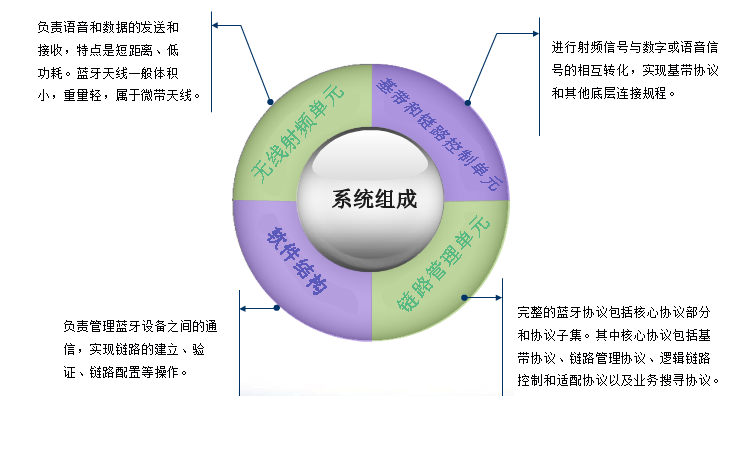 负责语音和数据的发送和
接收，特点是短距离、低
功耗。蓝牙天线一般体积
小，重量轻，属于微带天线。
进行射频信号与数字或语音信
号的相互转化，实现基带协议
和其他底层连接规程。
无线射频单元
基带和链路控制单元
系统组成
软件结构
链路管理单元
负责管理蓝牙设备之间的通
信，实现链路的建立、验
证、链路配置等操作。
完整的蓝牙协议包括核心协议部分
和协议子集。其中核心协议包括基
带协议、链路管理协议、逻辑链路
控制和适配协议以及业务搜寻协议。